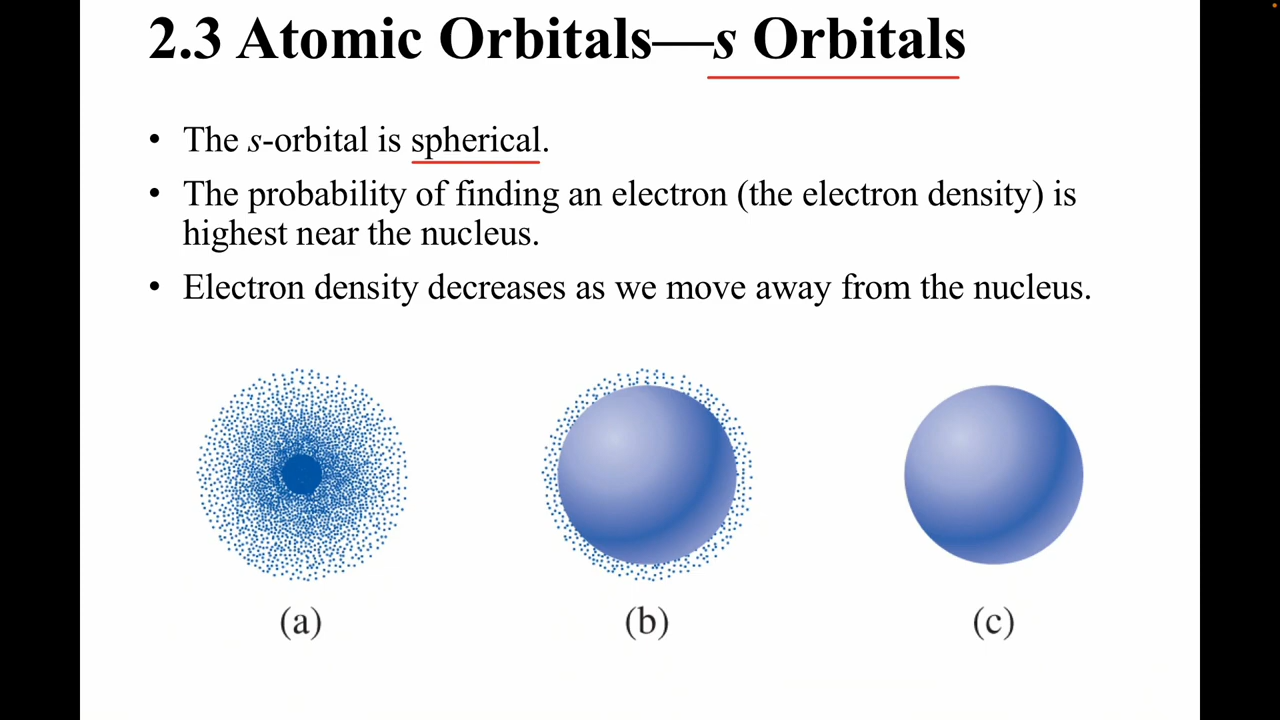 2.3 Atomic Orbitals—s Orbitals
• The s-orbital is spherical.
• The probability of finding an electron (the electron density) is
highest near the nucleus.
• Electron density decreases as we move away from the nucleus.
(a) (b) (c)